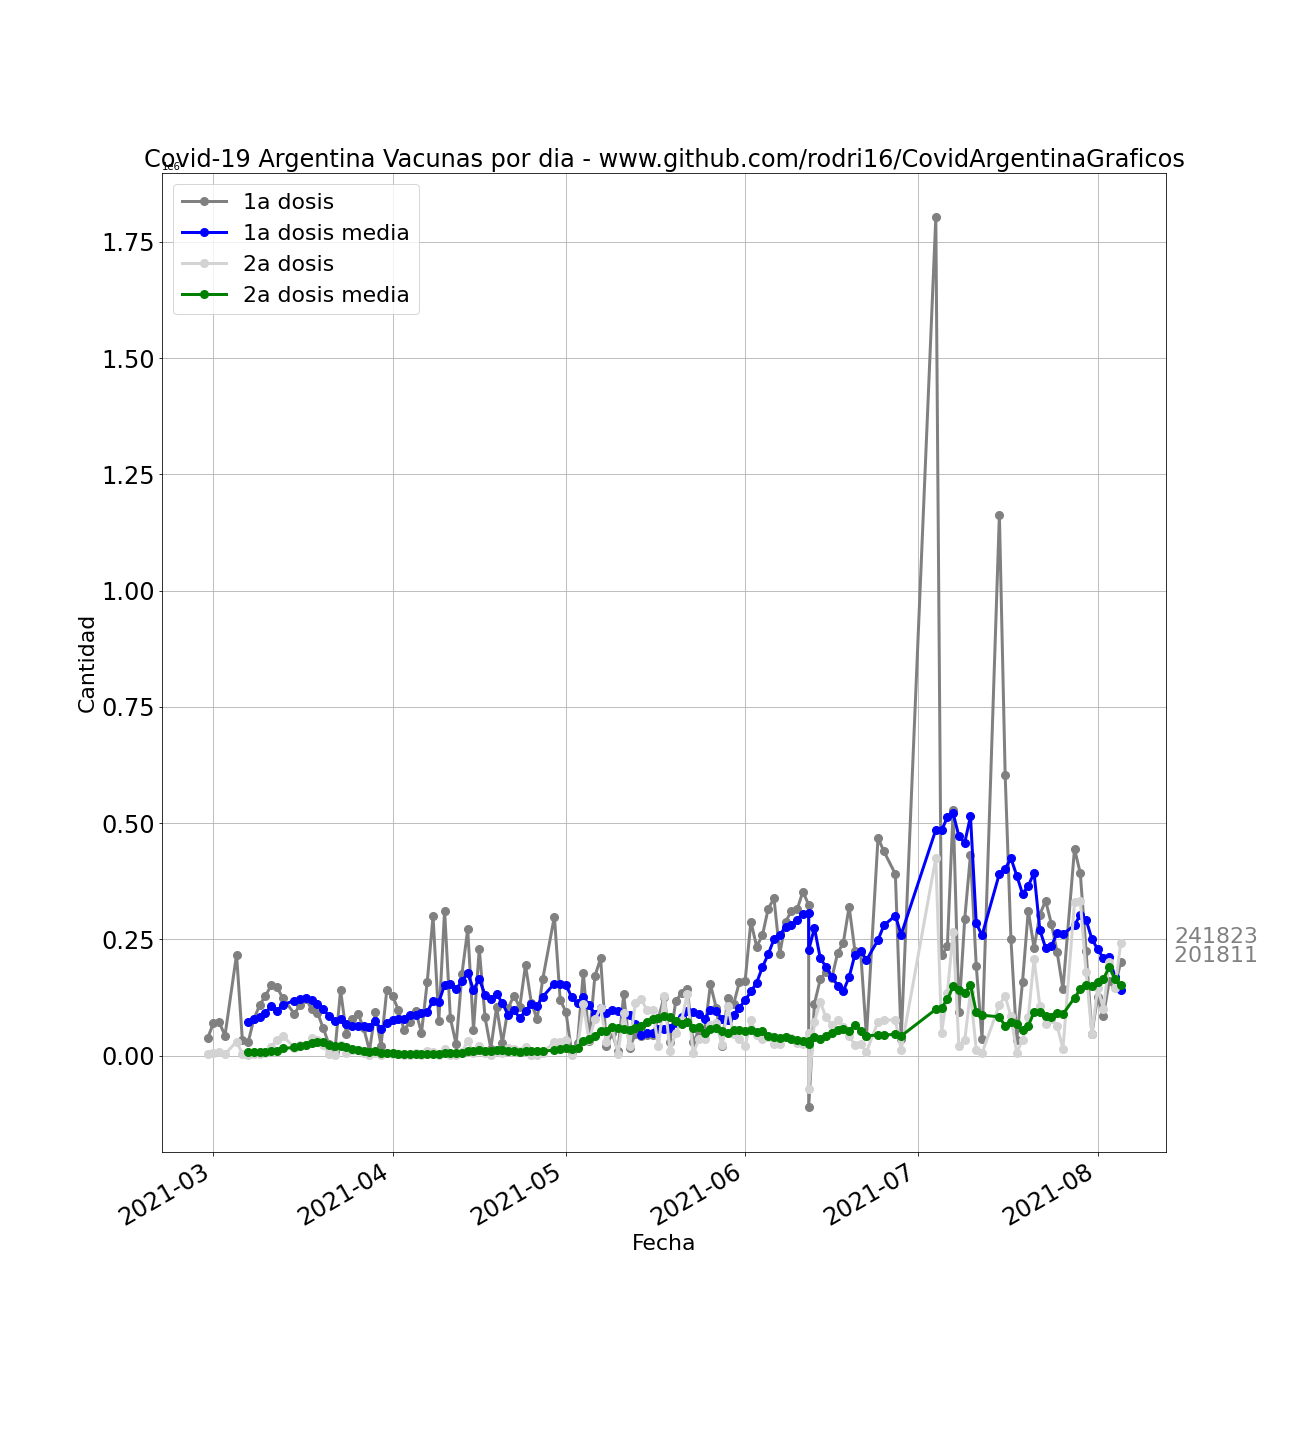 Covid-19 Argentina Vacunas por dia - www.github.com/rodri16/CovidArgentinaGraficos
1e6
1a dosis
1a dosis media
2a dosis
2a dosis media
1.75
1.50
1.25
1.00
0.75
0.50
0.25
0.00
Cantidad
241823
201811
2021-03
2021-04
2021-05
2021-06
2021-07
2021-08
Fecha